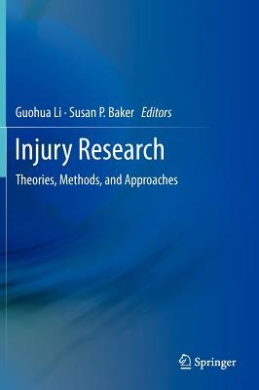 Guohua Li · Susan P. Baker Editors
Injury Research
Theories, Methods, and Approaches
Springer